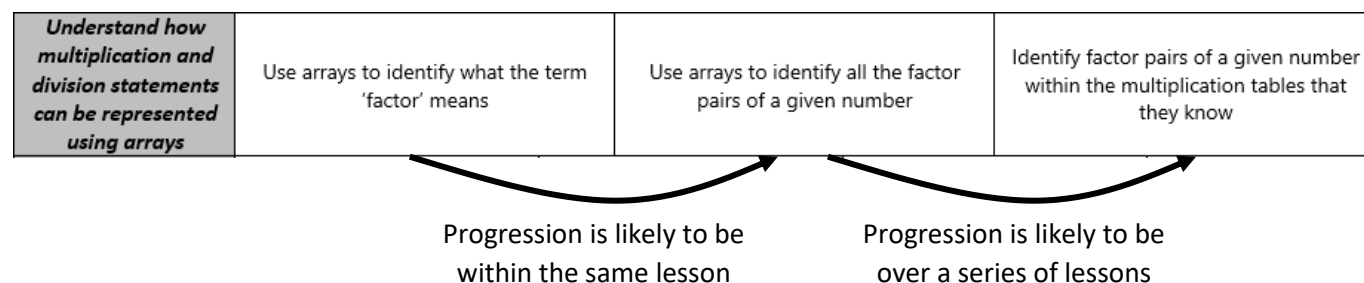 Understand how
multiplication and
division statements
can be represented
using arrays
Use arrays to identify what the term
'factor' means
Use arrays to identify all the factor
pairs of a given number
Identify factor pairs of a given number
within the multiplication tables that
they know
Progression is likely to be
within the same lesson
Progression is likely to be
over a series of lessons